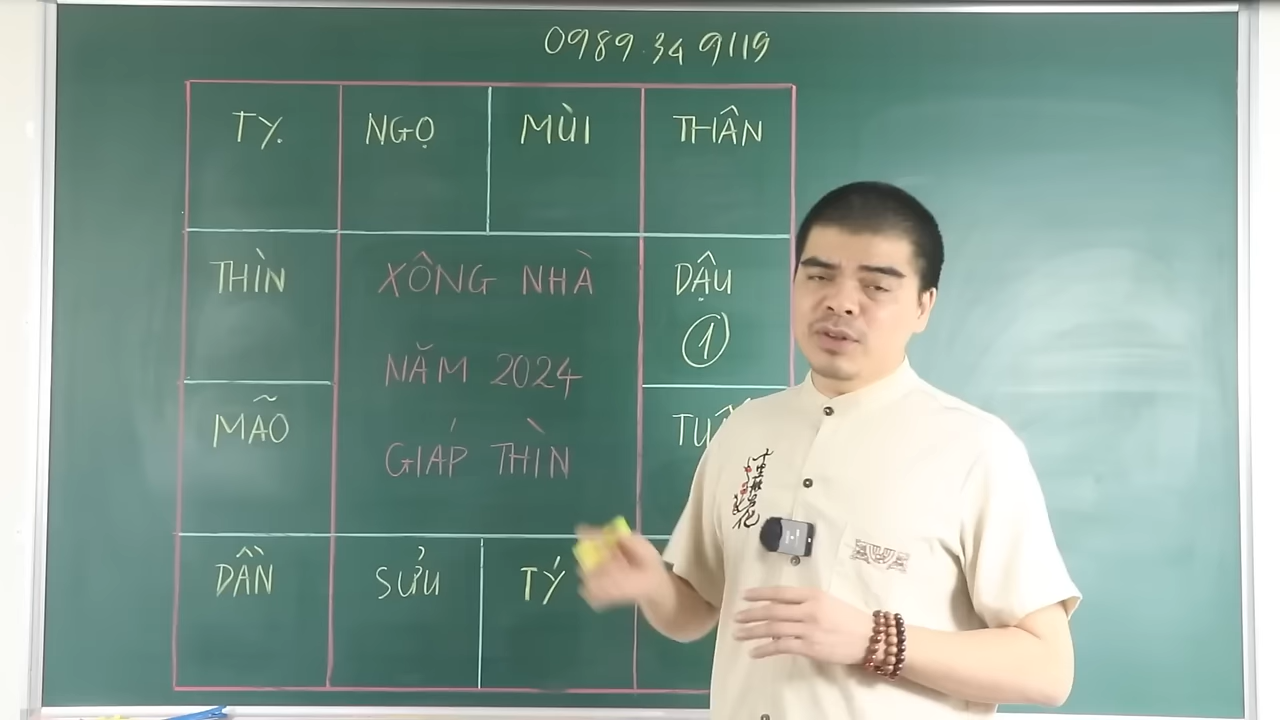 0989.34 9119
TỴ. NGỌ MÙI THÂN
THÌN XÔNG NHÀ DẬU
1
NĂM 2024
MÃO
GIÁP THÌN
DẦN SỬU TÝ